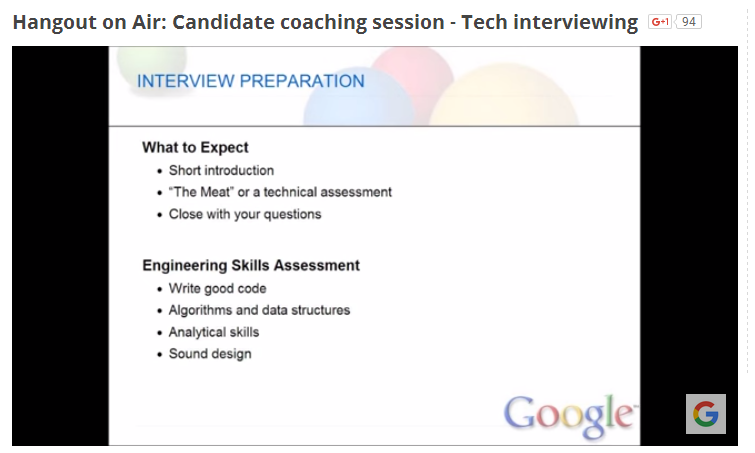 Hangout on Air: Candidate coaching session - Tech interviewing G+1 94
INTERVIEW PREPARATION
What to Expect
• Short introduction
• “The Meat” or a technical assessment
• Close with your questions
Engineering Skills Assessment
• Write good code
• Algorithms and data structures
• Analytical skills
• Sound design
Google
G